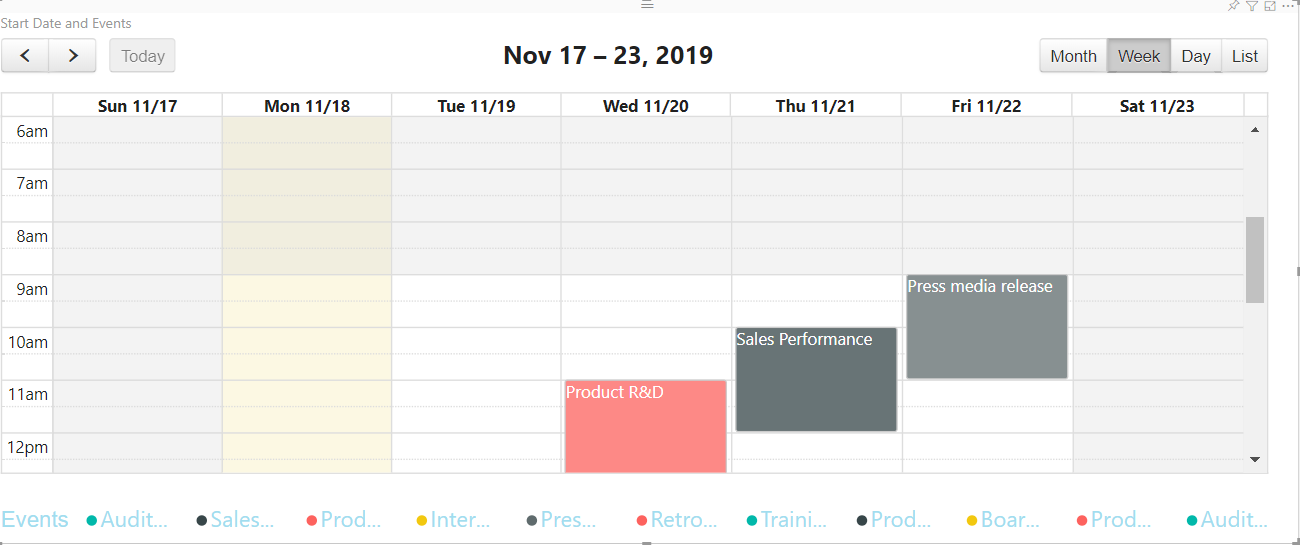 Start Date and Events
Today
Nov 17 – 23, 2019
Month Week Day List
Sun 11/17 Mon 11/18 Tue 11/19 Wed 11/20 Thu 11/21 Fri 11/22 Sat 11/23
6am
7am
8am
9am
Press media release
10am
Sales Performance
11am
Product R&D
12pm
Events Audit... Sales... Prod... Inter... Pres... Retro... Traini... Prod... Boar... Prod... Audit...